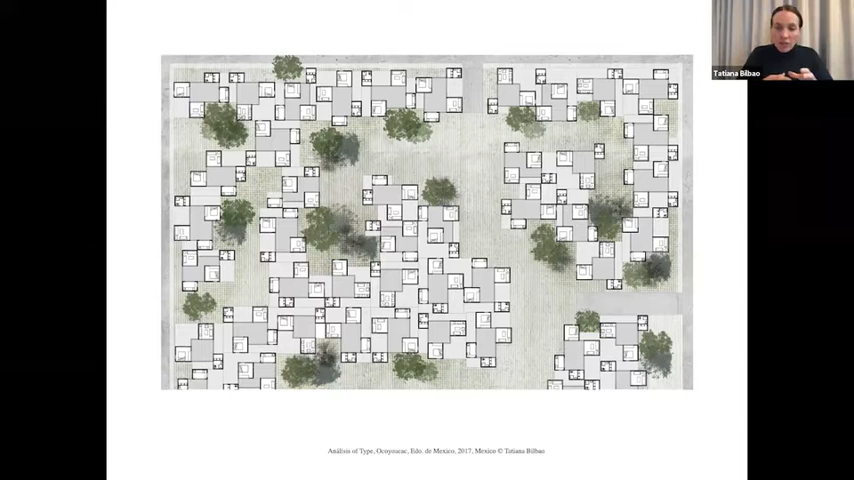 Tatiana Bilbao
Análisis of Type, Ocoyoacac, Edo. de Mexico, 2017, Mexico © Tatiana Bilbao